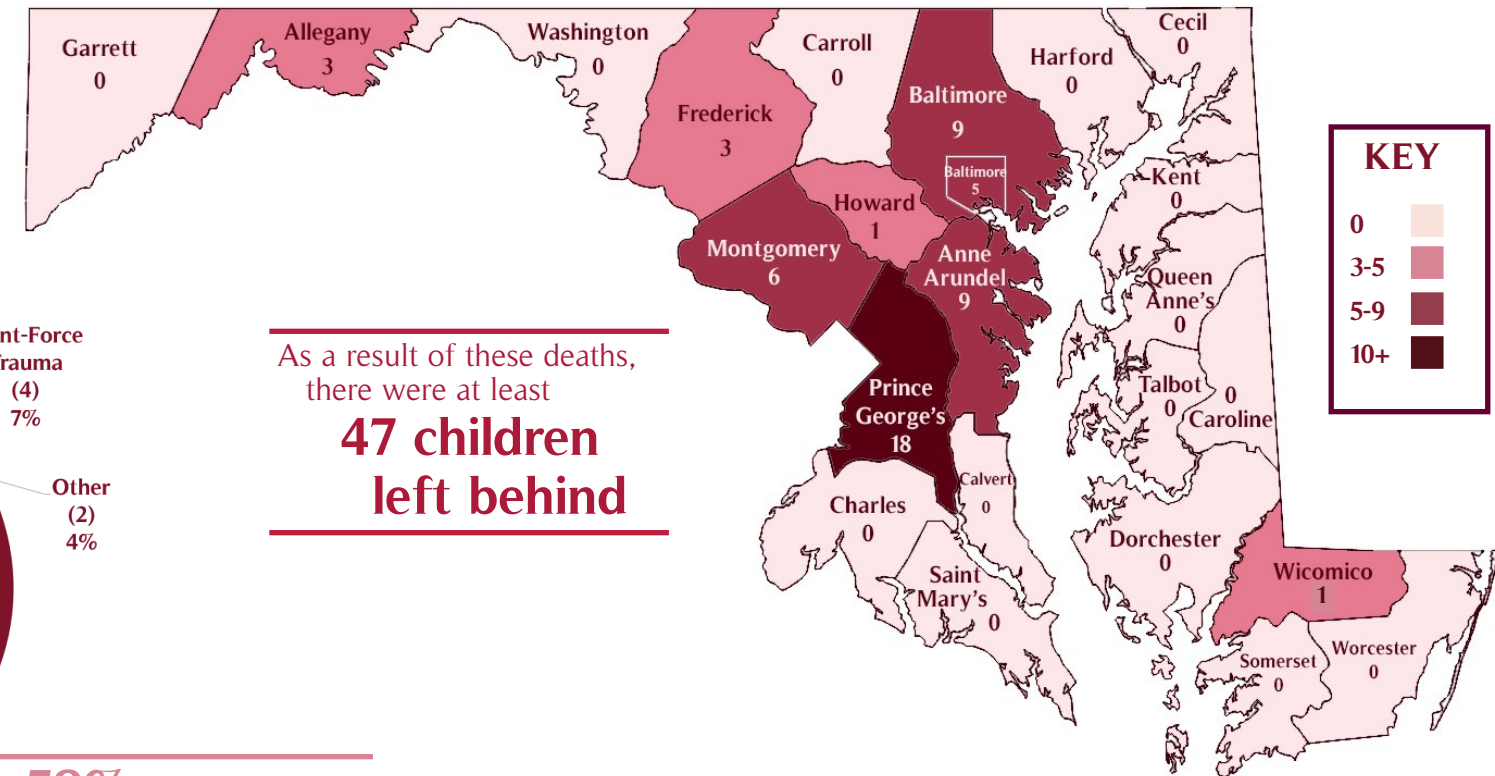 Garrett
0
Allegany
3
Washington
0
Frederick
3
Carroll
0
Baltimore
9
Baltimore
5
Harford
0
Cecil
0
Kent
0
Howard
1
Montgomery
6
Anne
Arundel
9
Queen
Anne's
0
Prince
George's
18
Talbot
0
0
Caroline
Calvert
0
Charles
0
Saint
Mary's
0
Dorchester
0
Wicomico
1
Somerset
0
Worcester
0
KEY
0
3-5
5-9
10+
nt-Force
rauma
(4)
7%
Other
(2)
4%
As a result of these deaths,
there were at least
47 children
left behind